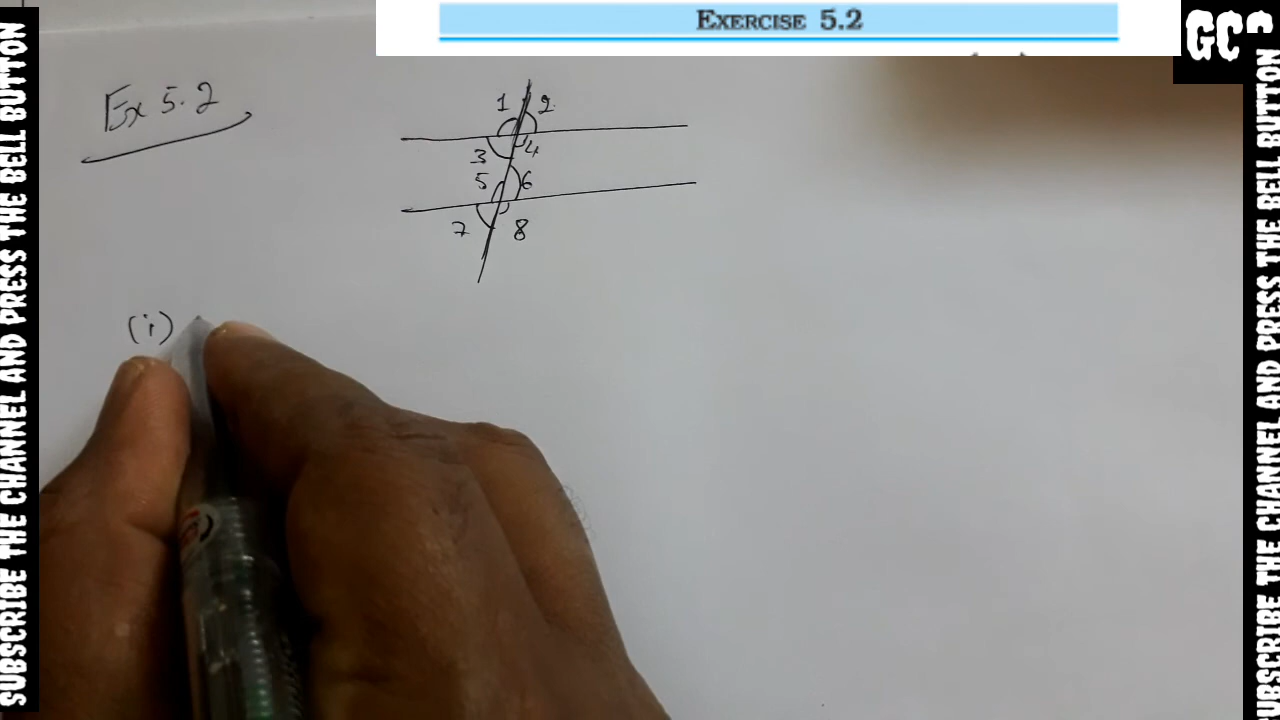 EXERCISE 5.2
GCC
SUBSCRIBE THE CHANNEL AND PRESS THE BELL BUTTON
SUBSCRIBE THE CHANNEL AND PRESS THE BELL BUTTON
Ex 5.2
1 2
3 4
5 6
7 8
(i)